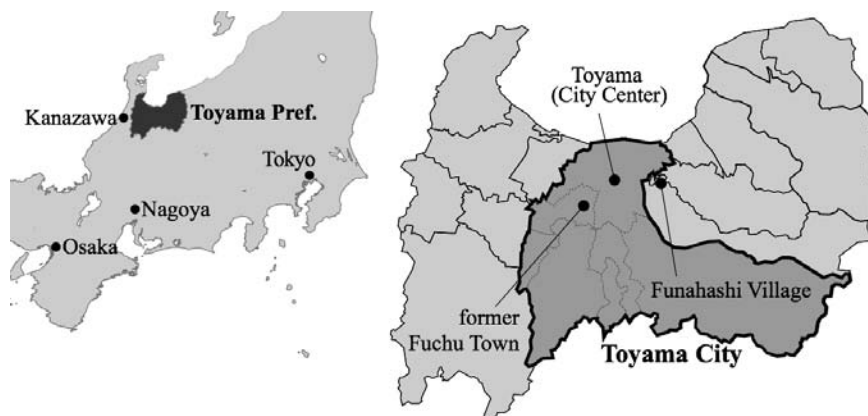 Kanazawa
Toyama Pref.
Tokyo
Nagoya
Osaka
Toyama
(City Center)
Funahashi Village
former
Fuchu Town
Toyama City